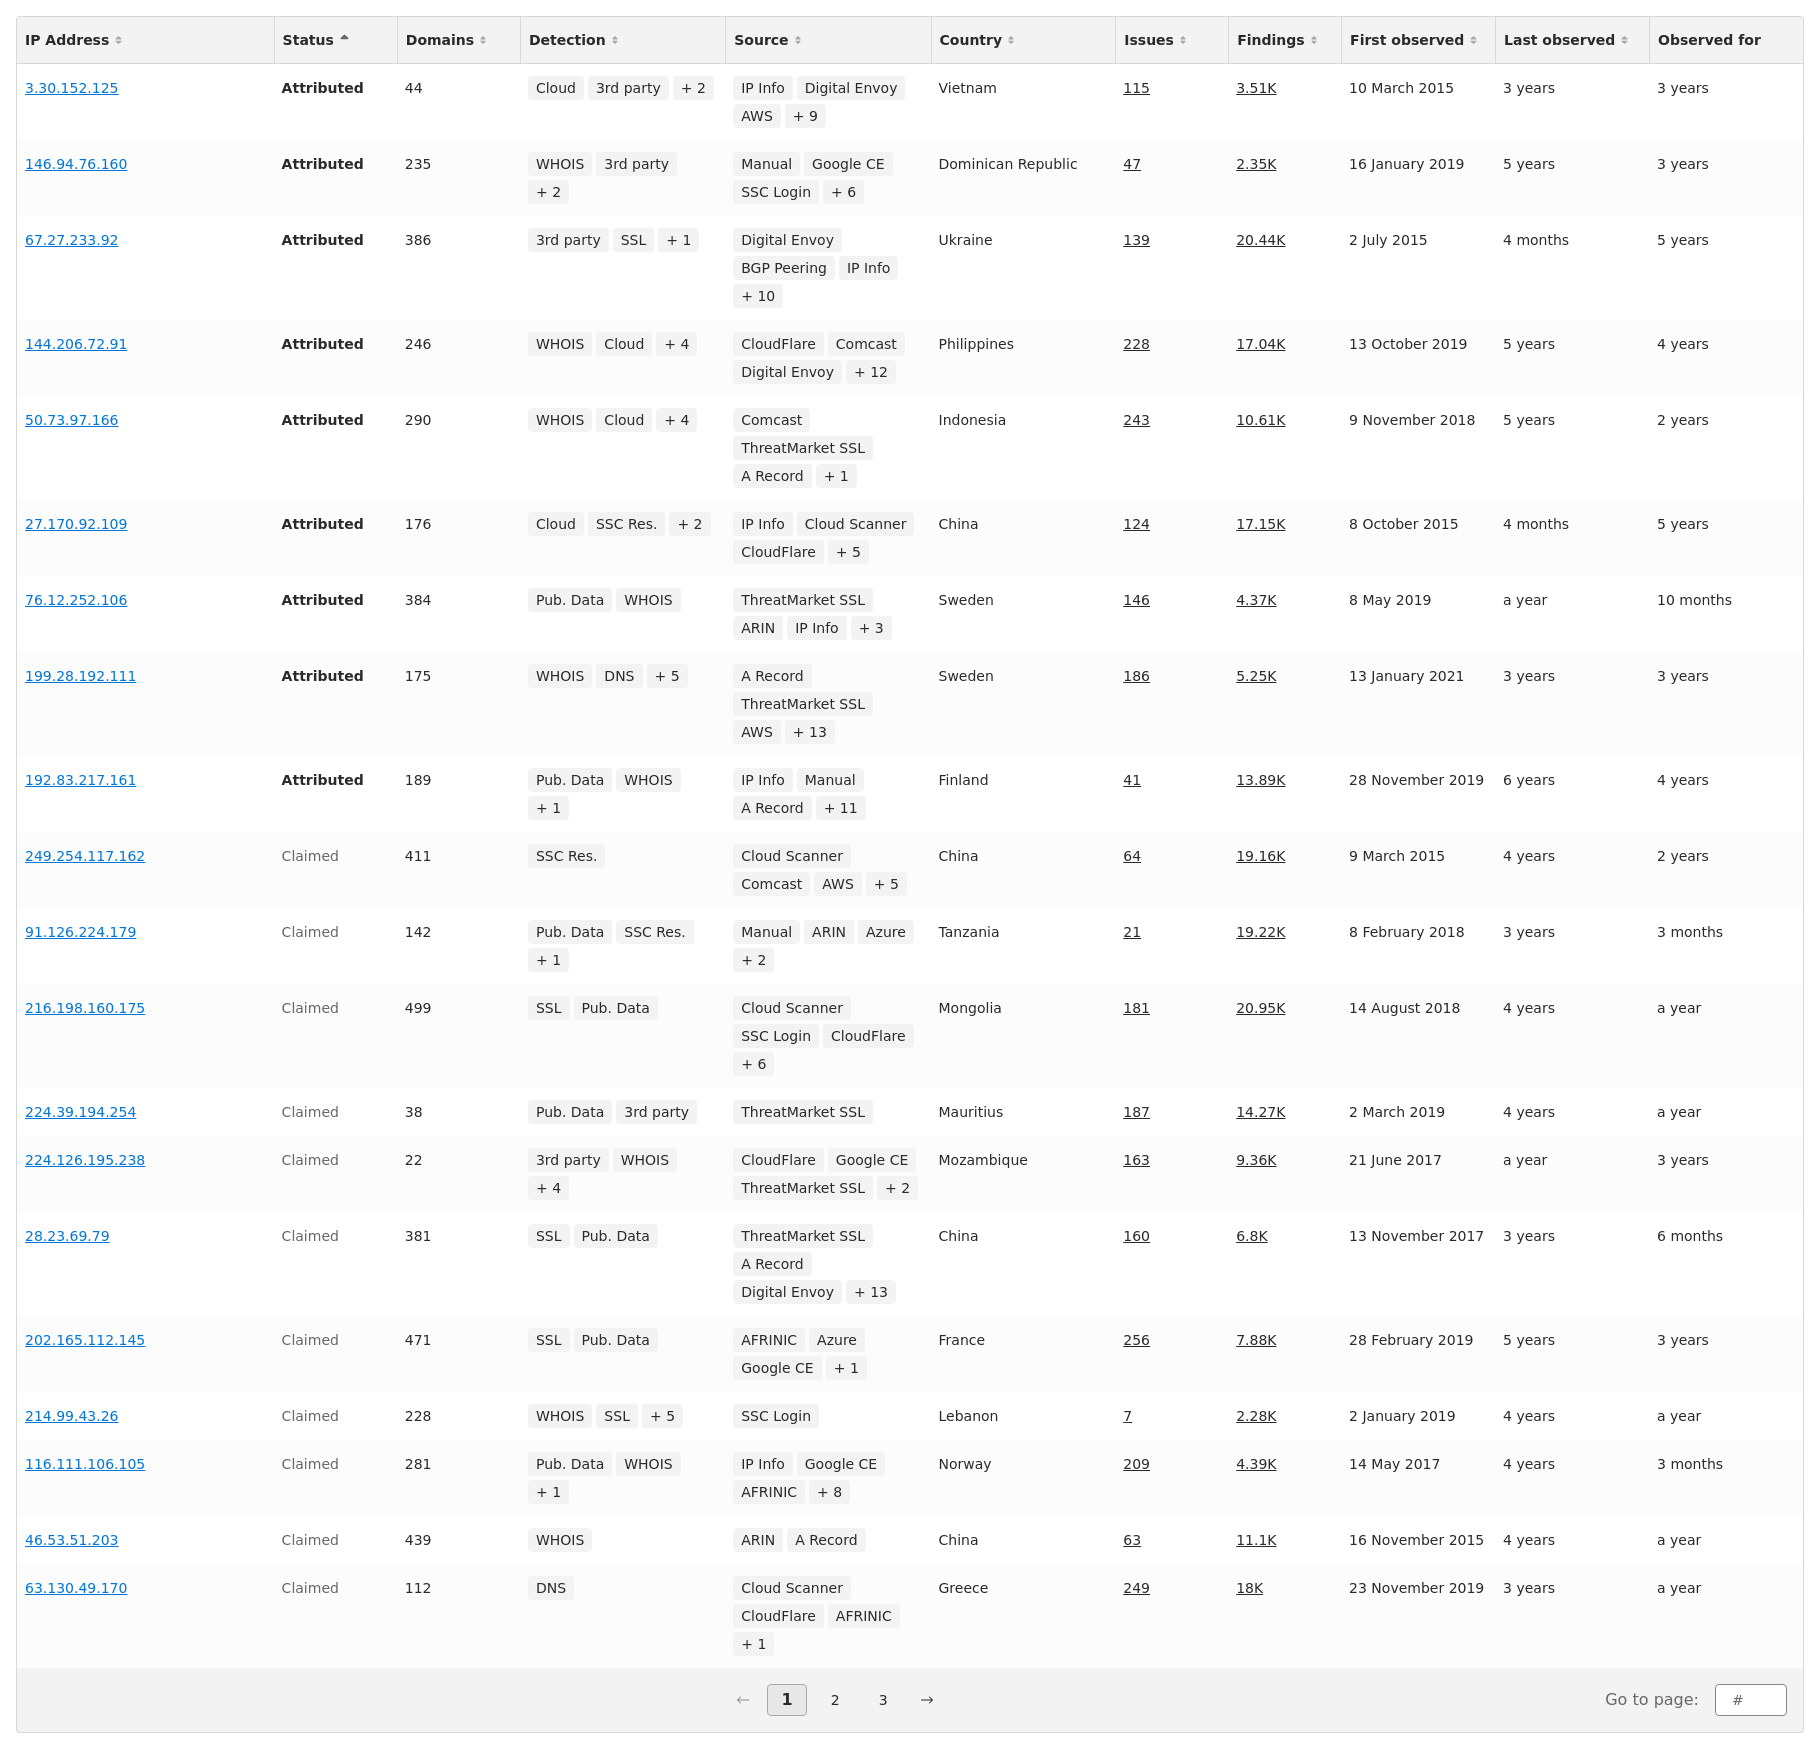 IP Address Status Domains Detection Source Country Issues Findings First observed Last observed Observed for
3.30.152.125 Attributed 44 Cloud 3rd party + 2 IP Info Digital Envoy Vietnam 115 3.51K 10 March 2015 3 years 3 years
AWS + 9
146.94.76.160 Attributed 235 WHOIS 3rd party Manual Google CE Dominican Republic 47 2.35K 16 January 2019 5 years 3 years
+ 2 SSC Login + 6
67.27.233.92 Attributed 386 3rd party SSL + 1 Digital Envoy Ukraine 139 20.44K 2 July 2015 4 months 5 years
BGP Peering IP Info
+ 10
144.206.72.91 Attributed 246 WHOIS Cloud + 4 CloudFlare Comcast Philippines 228 17.04K 13 October 2019 5 years 4 years
Digital Envoy + 12
50.73.97.166 Attributed 290 WHOIS Cloud + 4 Comcast Indonesia 243 10.61K 9 November 2018 5 years 2 years
ThreatMarket SSL
A Record + 1
27.170.92.109 Attributed 176 Cloud SSC Res. + 2 IP Info Cloud Scanner China 124 17.15K 8 October 2015 4 months 5 years
CloudFlare + 5
76.12.252.106 Attributed 384 Pub. Data WHOIS ThreatMarket SSL Sweden 146 4.37K 8 May 2019 a year 10 months
ARIN IP Info + 3
199.28.192.111 Attributed 175 WHOIS DNS + 5 A Record Sweden 186 5.25K 13 January 2021 3 years 3 years
ThreatMarket SSL
AWS + 13
192.83.217.161 Attributed 189 Pub. Data WHOIS IP Info Manual Finland 41 13.89K 28 November 2019 6 years 4 years
+ 1 A Record + 11
249.254.117.162 Claimed 411 SSC Res. Cloud Scanner China 64 19.16K 9 March 2015 4 years 2 years
Comcast AWS + 5
91.126.224.179 Claimed 142 Pub. Data SSC Res. Manual ARIN Azure Tanzania 21 19.22K 8 February 2018 3 years 3 months
+ 1 + 2
216.198.160.175 Claimed 499 SSL Pub. Data Cloud Scanner Mongolia 181 20.95K 14 August 2018 4 years a year
SSC Login CloudFlare
+ 6
224.39.194.254 Claimed 38 Pub. Data 3rd party ThreatMarket SSL Mauritius 187 14.27K 2 March 2019 4 years a year
224.126.195.238 Claimed 22 3rd party WHOIS CloudFlare Google CE Mozambique 163 9.36K 21 June 2017 a year 3 years
+ 4 ThreatMarket SSL + 2
28.23.69.79 Claimed 381 SSL Pub. Data ThreatMarket SSL China 160 6.8K 13 November 2017 3 years 6 months
A Record
Digital Envoy + 13
202.165.112.145 Claimed 471 SSL Pub. Data AFRINIC Azure France 256 7.88K 28 February 2019 5 years 3 years
Google CE + 1
214.99.43.26 Claimed 228 WHOIS SSL + 5 SSC Login Lebanon 7 2.28K 2 January 2019 4 years a year
116.111.106.105 Claimed 281 Pub. Data WHOIS IP Info Google CE Norway 209 4.39K 14 May 2017 4 years 3 months
+ 1 AFRINIC + 8
46.53.51.203 Claimed 439 WHOIS ARIN A Record China 63 11.1K 16 November 2015 4 years a year
63.130.49.170 Claimed 112 DNS Cloud Scanner Greece 249 18K 23 November 2019 3 years a year
CloudFlare AFRINIC
+ 1
← 1 2 3 → Go to page: #